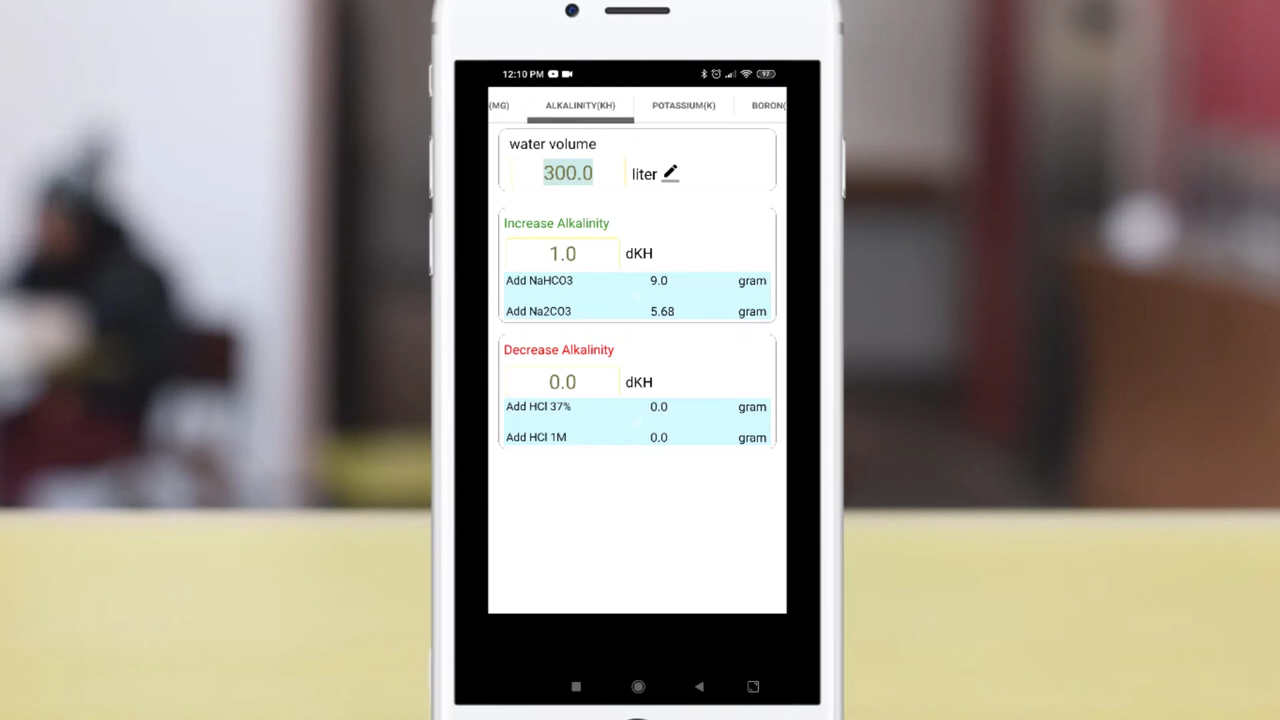 12:10 PM 97
(MG) ALKALINITY(KH) POTASSIUM(K) BORON(
water volume
300.0 liter
Increase Alkalinity
1.0 dKH
Add NaHCO3 9.0 gram
Add Na2CO3 5.68 gram
Decrease Alkalinity
0.0 dKH
Add HCl 37% 0.0 gram
Add HCl 1M 0.0 gram